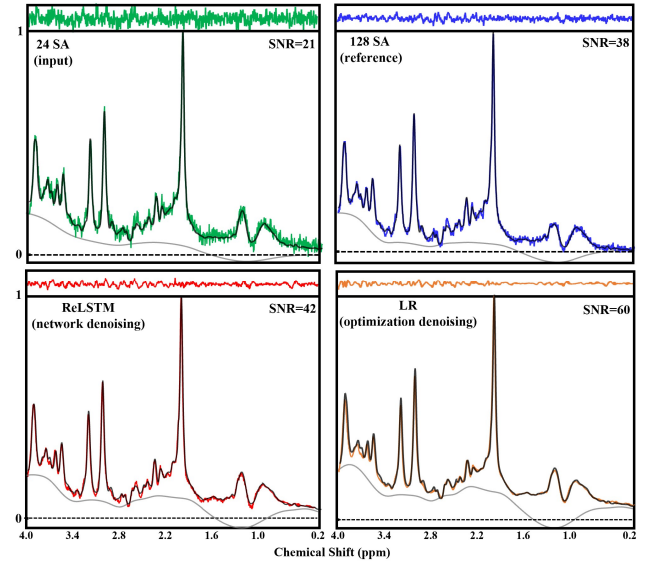 1
24 SA
(input)
SNR=21
0
128 SA
(reference)
SNR=38
1
ReLSTM
(network denoising)
SNR=42
0
LR
(optimization denoising)
SNR=60
4.0 3.4 2.8 2.2 1.6 1.0 0.2
4.0 3.4 2.8 2.2 1.6 1.0 0.2
Chemical Shift (ppm)